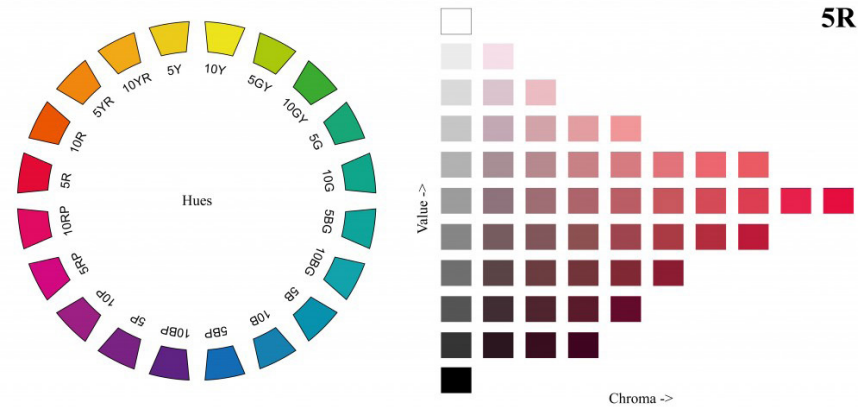 5R
5Y
10Y
10YR
5GY
5YR
10GY
10R
5G
5R
10G
Hues
10RP
5BG
5RP
10BG
10P
5B
5P
10B
10BP
5BP
Value ->
Chroma ->